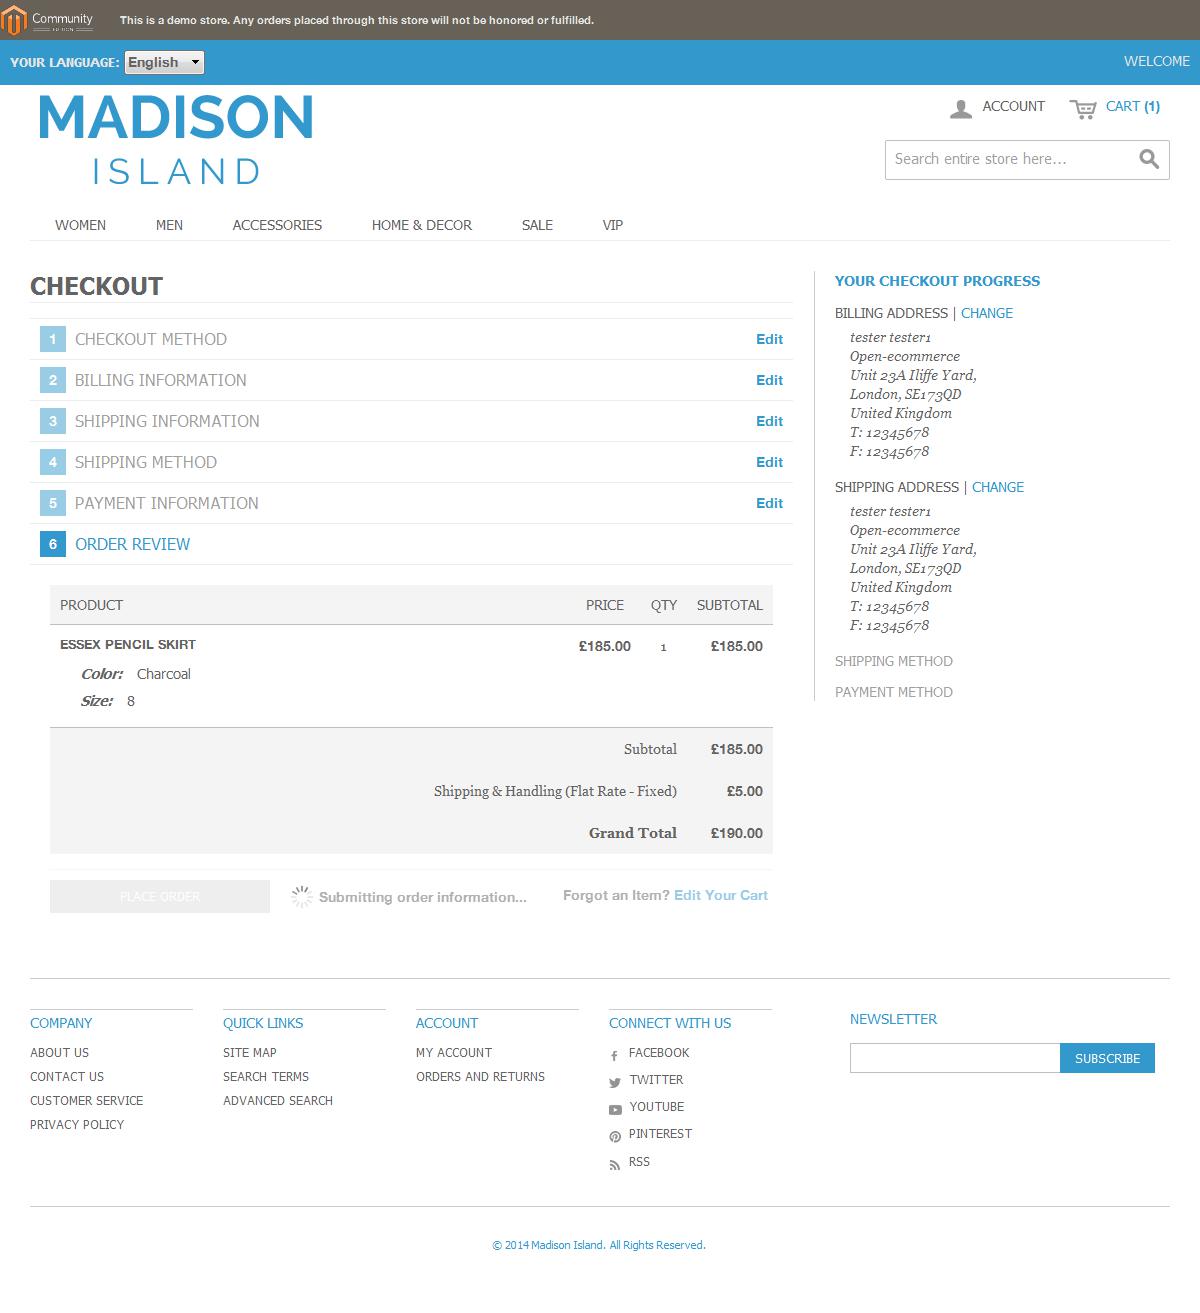 Community
EDITION
This is a demo store. Any orders placed through this store will not be honored or fulfilled.
YOUR LANGUAGE: English
WELCOME
MADISON
ISLAND
ACCOUNT
CART (1)
Search entire store here...
WOMEN MEN ACCESSORIES HOME & DECOR SALE VIP
CHECKOUT
1 CHECKOUT METHOD Edit
2 BILLING INFORMATION Edit
3 SHIPPING INFORMATION Edit
4 SHIPPING METHOD Edit
5 PAYMENT INFORMATION Edit
6 ORDER REVIEW
PRODUCT PRICE QTY SUBTOTAL
ESSEX PENCIL SKIRT £185.00 1 £185.00
Color: Charcoal
Size: 8
Subtotal £185.00
Shipping & Handling (Flat Rate - Fixed) £5.00
Grand Total £190.00
PLACE ORDER Submitting order information... Forgot an Item? Edit Your Cart
YOUR CHECKOUT PROGRESS
BILLING ADDRESS | CHANGE
tester tester1
Open-ecommerce
Unit 23A Iliffe Yard,
London, SE173QD
United Kingdom
T: 12345678
F: 12345678
SHIPPING ADDRESS | CHANGE
tester tester1
Open-ecommerce
Unit 23A Iliffe Yard,
London, SE173QD
United Kingdom
T: 12345678
F: 12345678
SHIPPING METHOD
PAYMENT METHOD
COMPANY
ABOUT US
CONTACT US
CUSTOMER SERVICE
PRIVACY POLICY
QUICK LINKS
SITE MAP
SEARCH TERMS
ADVANCED SEARCH
ACCOUNT
MY ACCOUNT
ORDERS AND RETURNS
CONNECT WITH US
FACEBOOK
TWITTER
YOUTUBE
PINTEREST
RSS
NEWSLETTER
SUBSCRIBE
© 2014 Madison Island. All Rights Reserved.